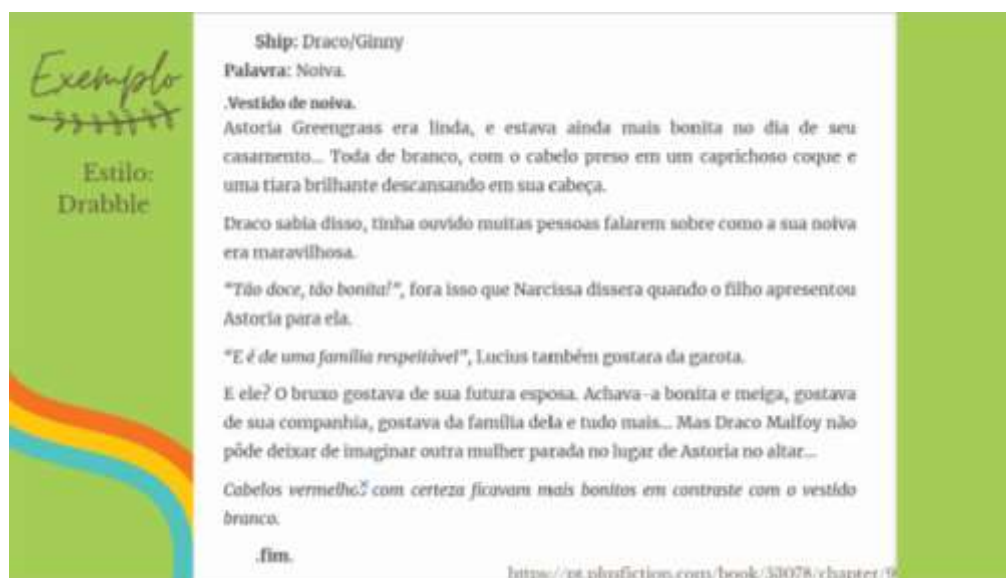 Exemplo
Estilo:
Drabble
Ship: Draco/Ginny
Palavra: Noiva.
.Vestido de noiva.
Astoria Greengrass era linda, e estava ainda mais bonita no dia de seu
casamento... Toda de branco, com o cabelo preso em um caprichoso coque e
uma tiara brilhante descansando em sua cabeça.
Draco sabia disso, tinha ouvido muitas pessoas falarem sobre como a sua noiva
era maravilhosa.
"Tão doce, tão bonita!", fora isso que Narcissa dissera quando o filho apresentou
Astoria para ela.
"E é de uma família respeitável", Lucius também gostara da garota.
E ele? O bruxo gostava de sua futura esposa. Achava-a bonita e meiga, gostava
de sua companhia, gostava da família dela e tudo mais... Mas Draco Malfoy não
pôde deixar de imaginar outra mulher parada no lugar de Astoria no altar...
Cabelos vermelhos com certeza ficavam mais bonitos em contraste com o vestido
branco.
.fim.
https://pt.plusfiction.com/book/33078/chapter/9